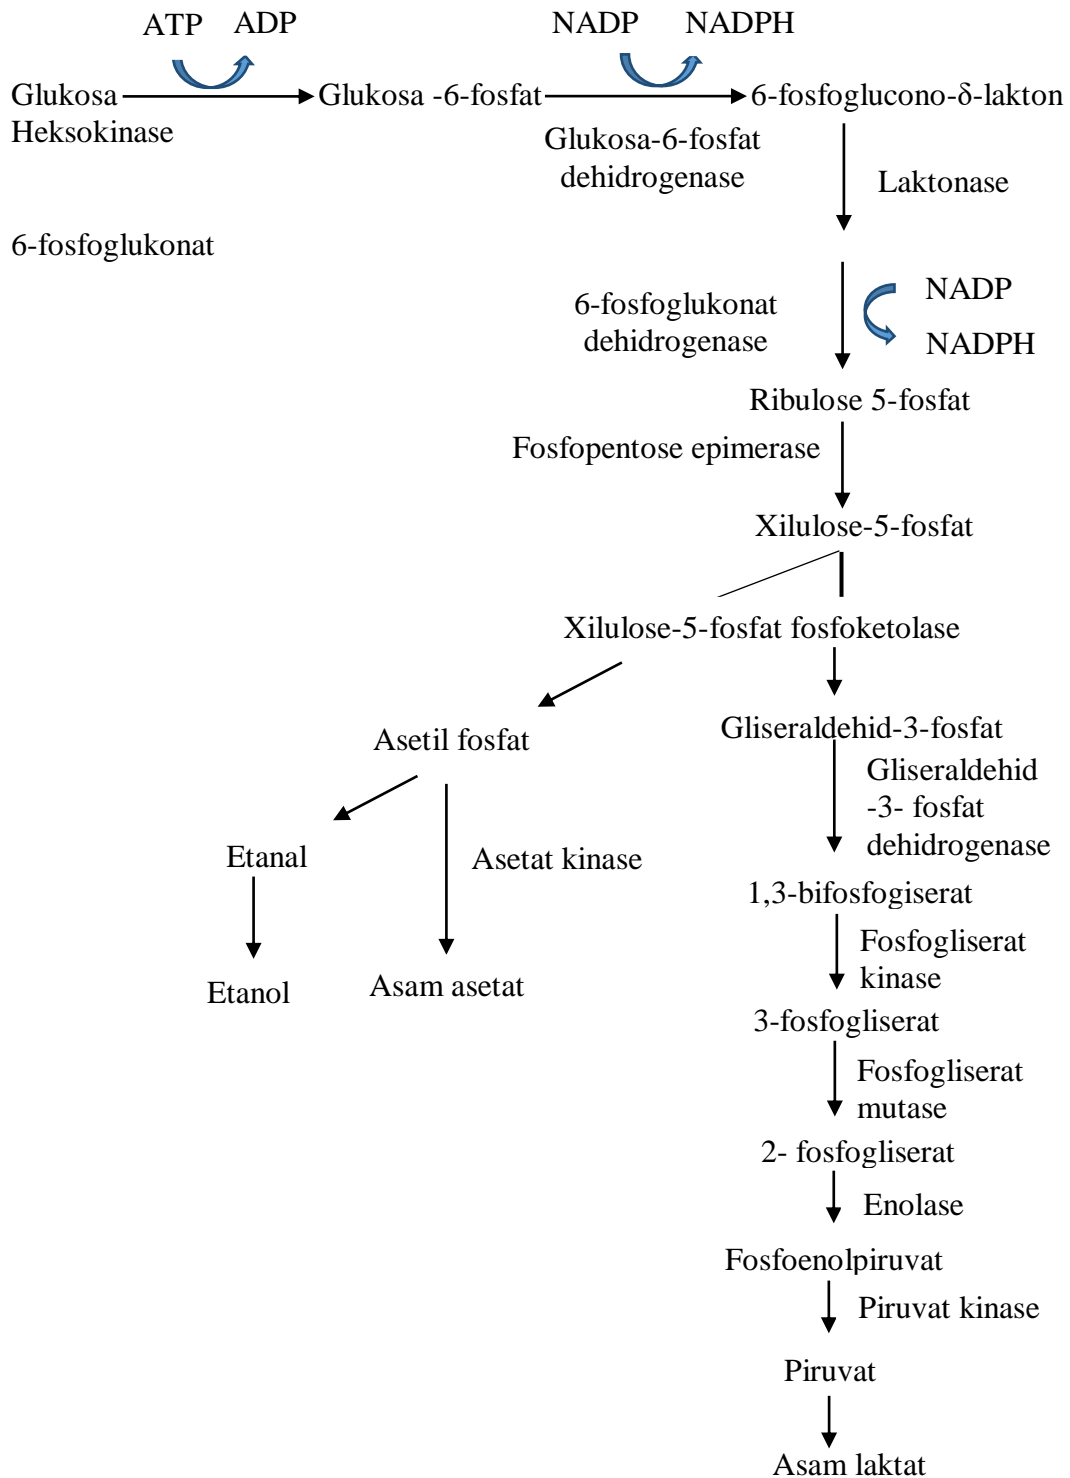 ATP ADP NADP NADPH
Glukosa Glukosa -6-fosfat 6-fosfoglucono-δ-lakton
Heksokinase
Glukosa-6-fosfat
dehidrogenase
Laktonase
6-fosfoglukonat
6-fosfoglukonat
dehidrogenase
NADP
NADPH
Ribulose 5-fosfat
Fosfopentose epimerase
Xilulose-5-fosfat
Xilulose-5-fosfat fosfoketolase
Asetil fosfat
Gliseraldehid-3-fosfat
Gliseraldehid
-3- fosfat
dehidrogenase
Etanal
Asetat kinase
1,3-bifosfogiserat
Fosfogliserat
kinase
Etanol
Asam asetat
3-fosfogliserat
Fosfogliserat
mutase
2- fosfogliserat
Enolase
Fosfoenolpiruvat
Piruvat kinase
Piruvat
Asam laktat